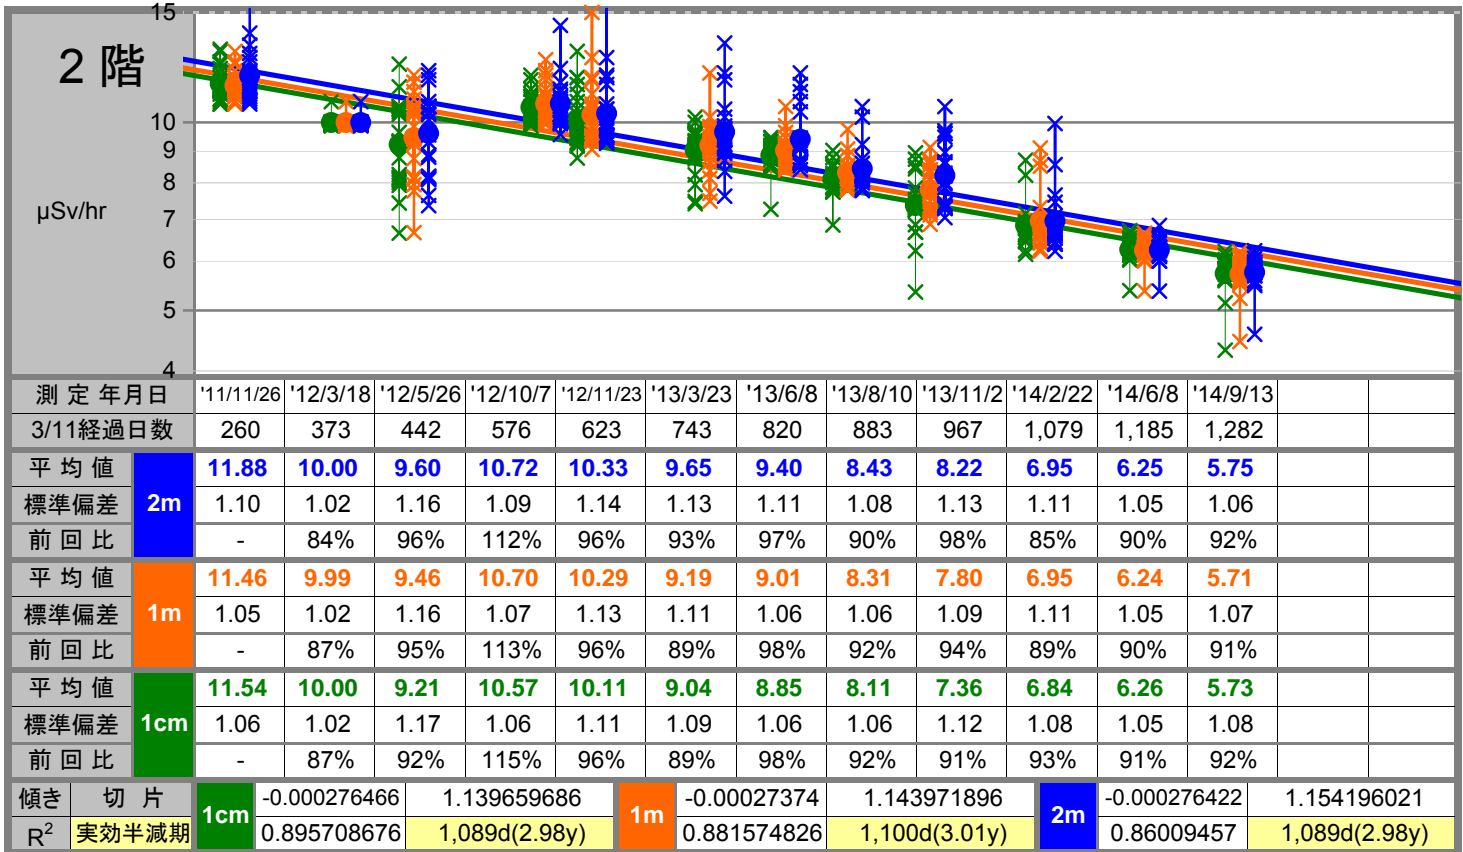 2 階
15
10
9
8
7
6
5
4
μSv/hr
測 定 年月日 '11/11/26 '12/3/18 '12/5/26 '12/10/7 '12/11/23 '13/3/23 '13/6/8 '13/8/10 '13/11/2 '14/2/22 '14/6/8 '14/9/13
3/11経過日数 260 373 442 576 623 743 820 883 967 1,079 1,185 1,282
2m
平 均 値 11.88 10.00 9.60 10.72 10.33 9.65 9.40 8.43 8.22 6.95 6.25 5.75
標準偏差 1.10 1.02 1.16 1.09 1.14 1.13 1.11 1.08 1.13 1.11 1.05 1.06
前 回 比 - 84% 96% 112% 96% 93% 97% 90% 98% 85% 90% 92%
1m
平 均 値 11.46 9.99 9.46 10.70 10.29 9.19 9.01 8.31 7.80 6.95 6.24 5.71
標準偏差 1.05 1.02 1.16 1.07 1.13 1.11 1.06 1.06 1.09 1.11 1.05 1.07
前 回 比 - 87% 95% 113% 96% 89% 98% 92% 94% 89% 90% 91%
1cm
平 均 値 11.54 10.00 9.21 10.57 10.11 9.04 8.85 8.11 7.36 6.84 6.26 5.73
標準偏差 1.06 1.02 1.17 1.06 1.11 1.09 1.06 1.06 1.12 1.08 1.05 1.08
前 回 比 - 87% 92% 115% 96% 89% 98% 92% 91% 93% 91% 92%
傾き 切 片 1cm -0.000276466 1.139659686 1m -0.00027374 1.143971896 2m -0.000276422 1.154196021
R² 実効半減期 0.895708676 1,089d(2.98y) 0.881574826 1,100d(3.01y) 0.86009457 1,089d(2.98y)